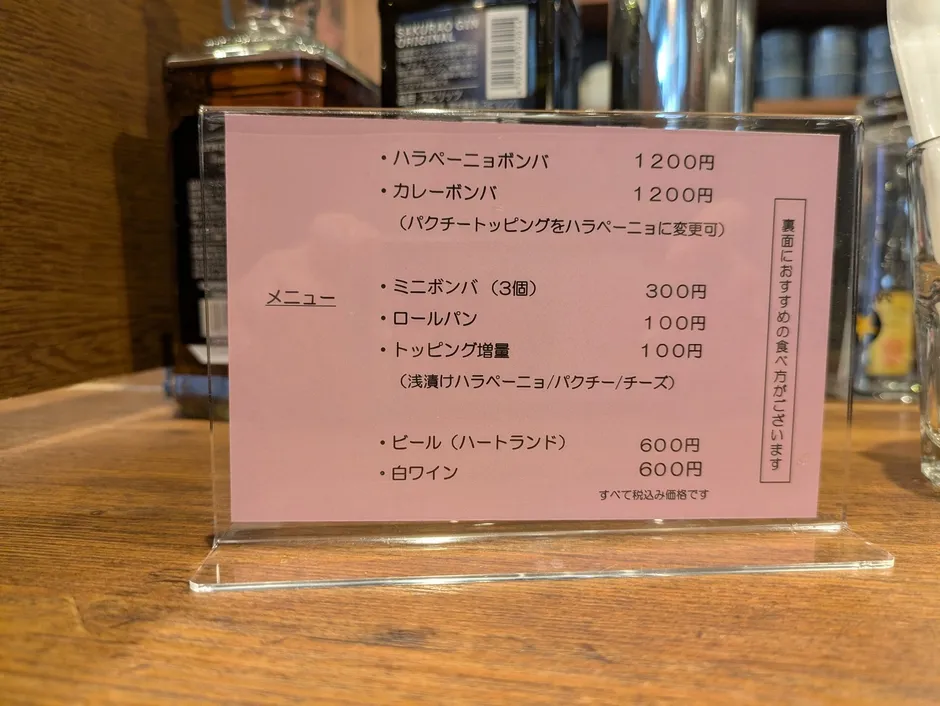 SAKURAO GIN
ORIGINAL
メニュー
・ハラペーニョボンバ 1200円
・カレーボンバ 1200円
(パクチートッピングをハラペーニョに変更可)
・ミニボンバ(3個) 300円
・ロールパン 100円
・トッピング増量 100円
(浅漬けハラペーニョ/パクチー/チーズ)
・ビール(ハートランド) 600円
・白ワイン 600円
すべて税込み価格です
裏面におすすめの食べ方がございます